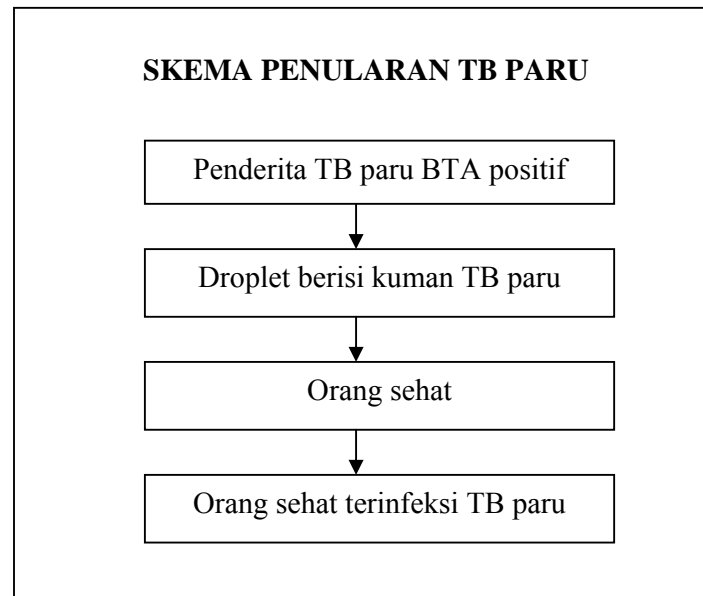 SKEMA PENULARAN TB PARU
Penderita TB paru BTA positif
Droplet berisi kuman TB paru
Orang sehat
Orang sehat terinfeksi TB paru